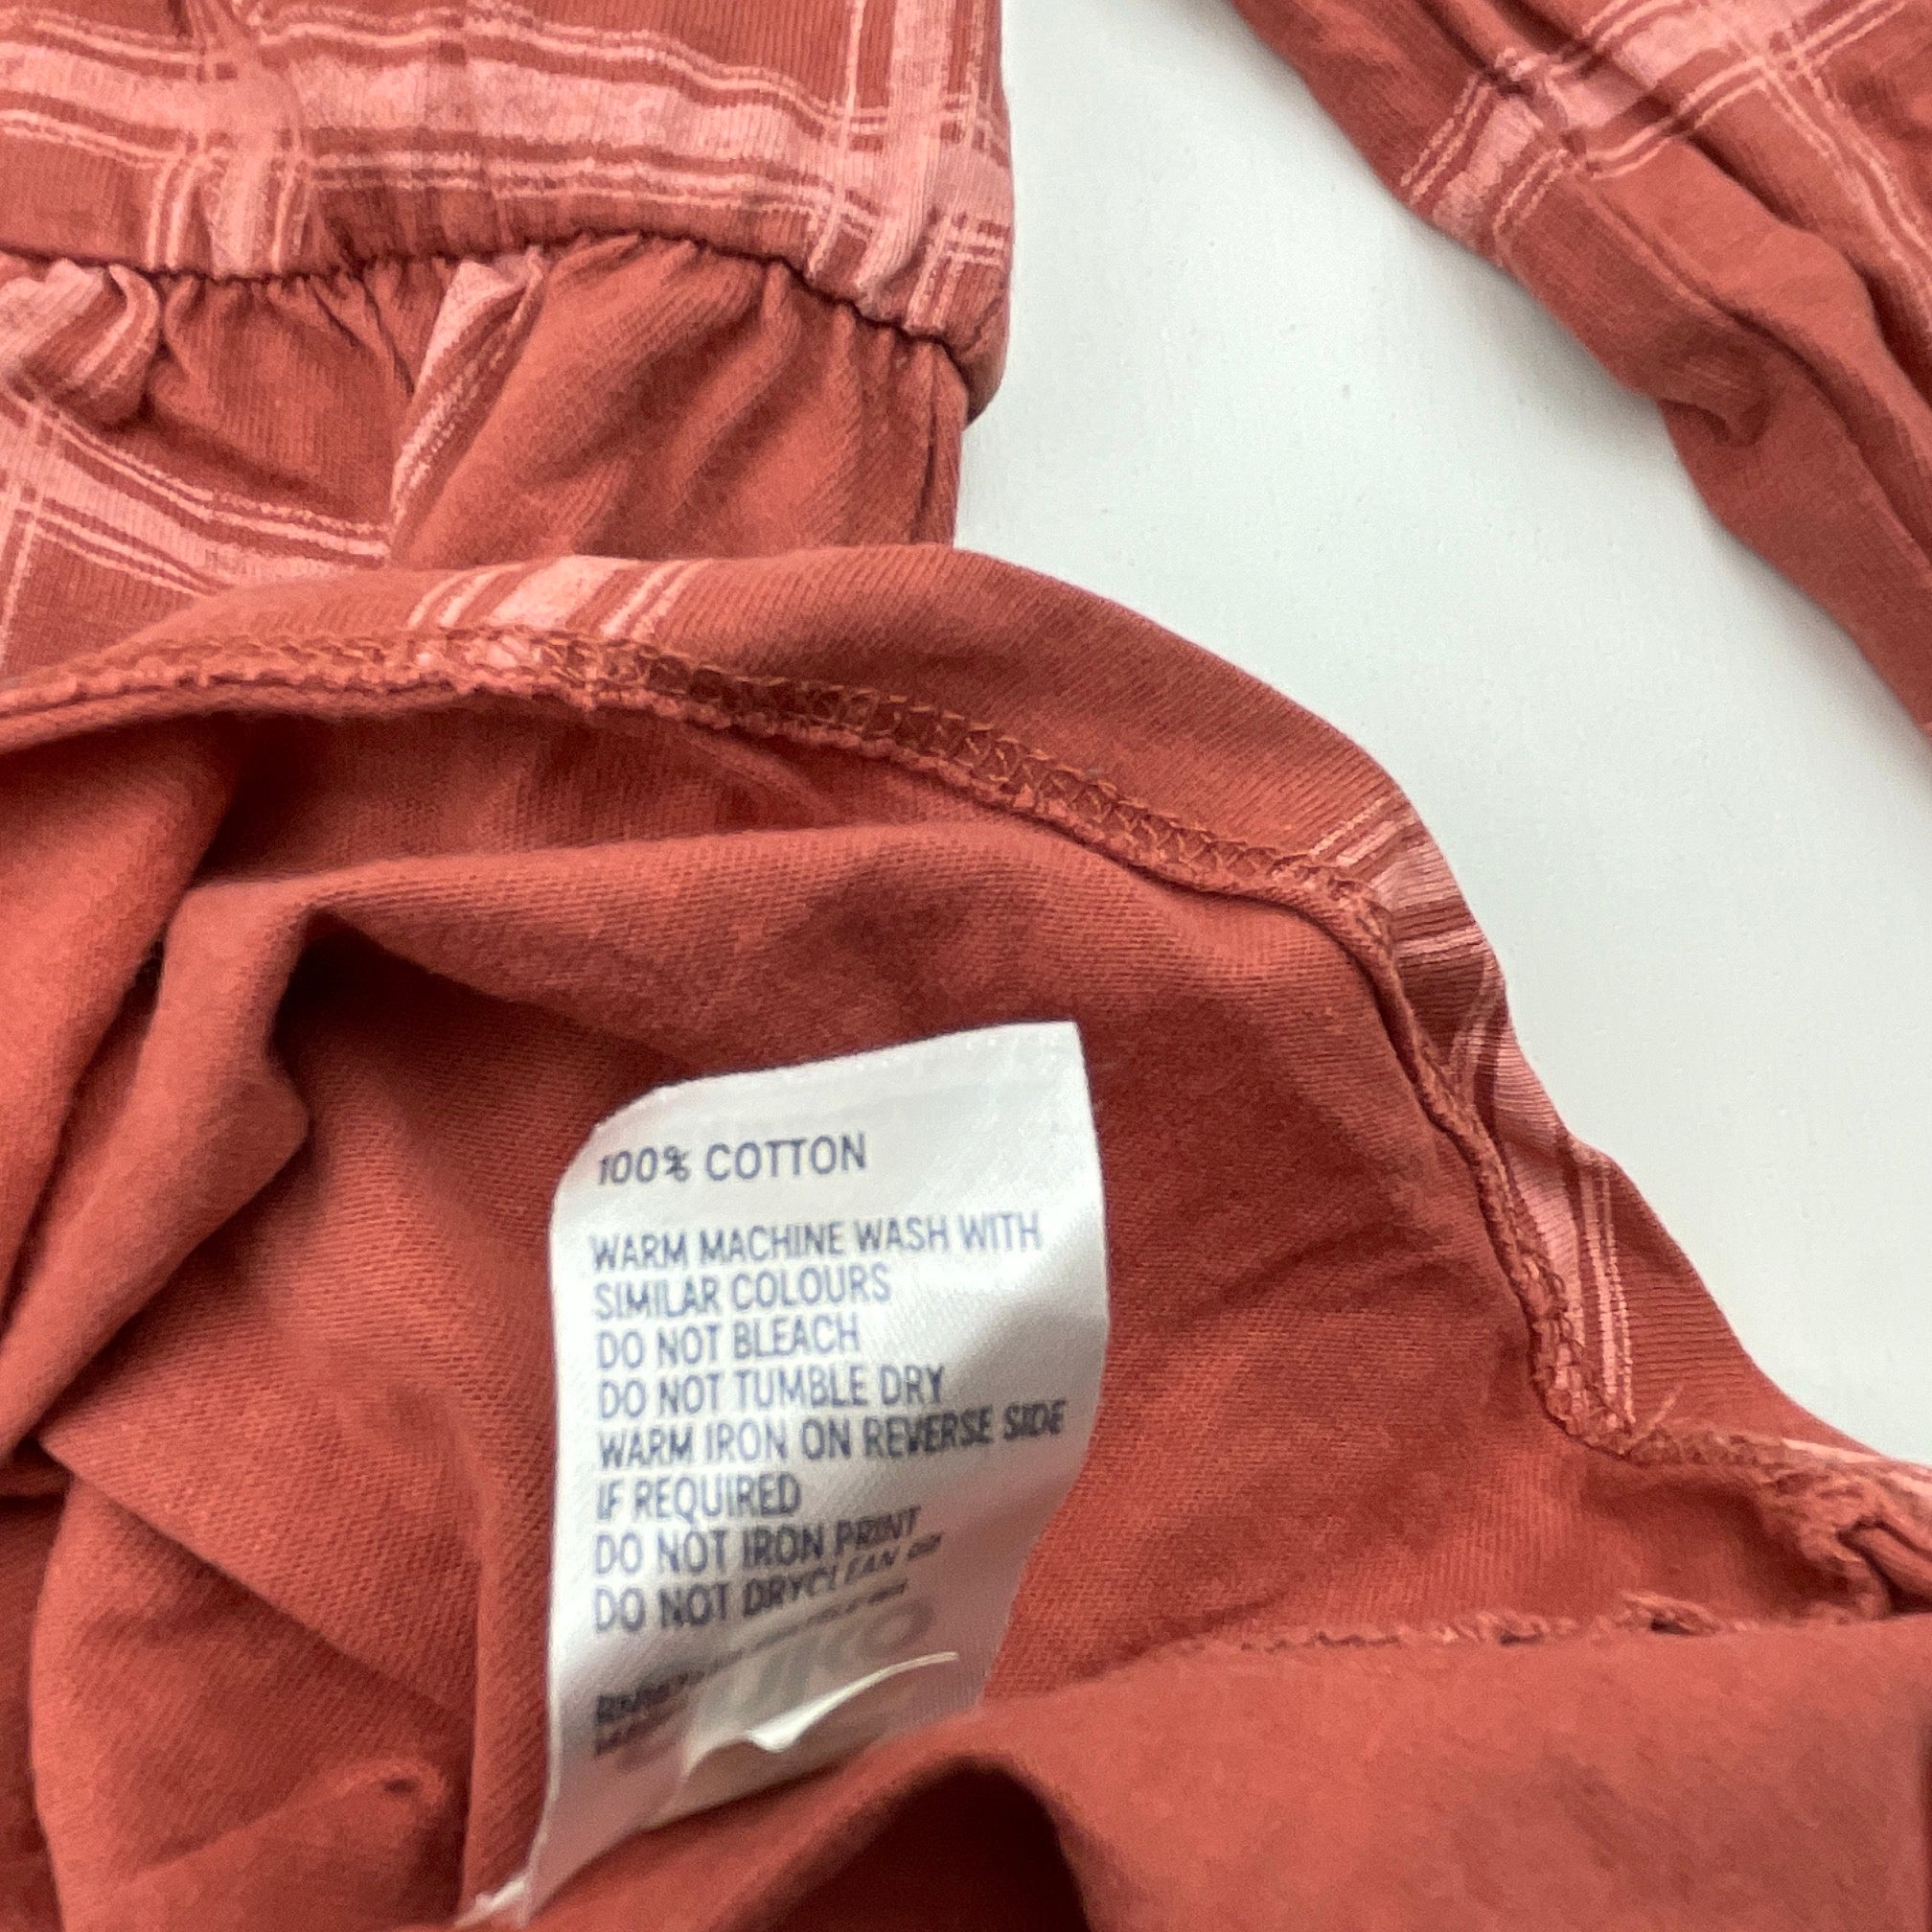 100% COTTON
WARM MACHINE WASH WITH
SIMILAR COLOURS
DO NOT BLEACH
DO NOT TUMBLE DRY
WARM IRON ON REVERSE SIDE
IF REQUIRED
DO NOT IRON PRINT
DO NOT DRYCLEAN